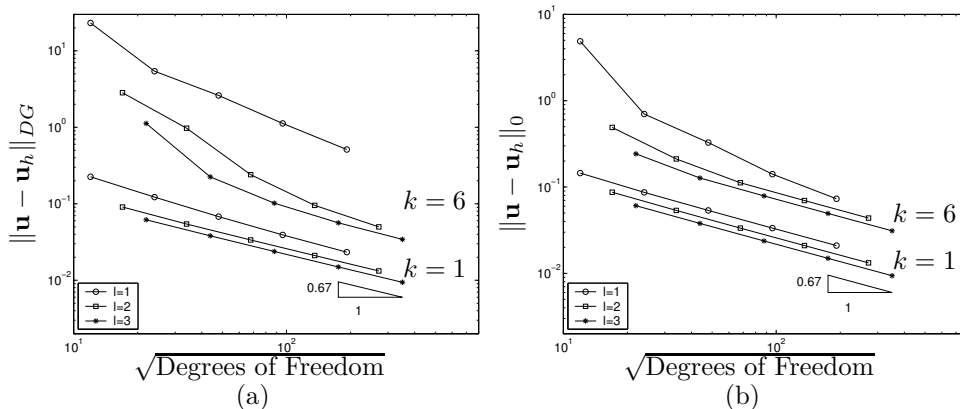 10^1
10^0
10^{-1}
10^{-2}
‖u − u_h‖_{DG}
k = 6
k = 1
0.67
1
l=1
l=2
l=3
10^1
10^2
√Degrees of Freedom
(a)
10^1
10^0
10^{-1}
10^{-2}
‖u − u_h‖_0
k = 6
k = 1
0.67
1
l=1
l=2
l=3
10^1
10^2
√Degrees of Freedom
(b)